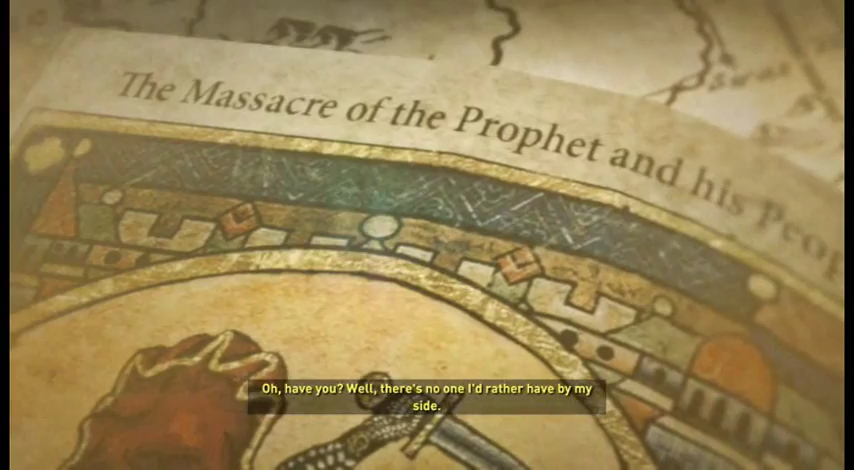 The Massacre of the Prophet and his Peop
Oh, have you? Well, there's no one I'd rather have by my
side.